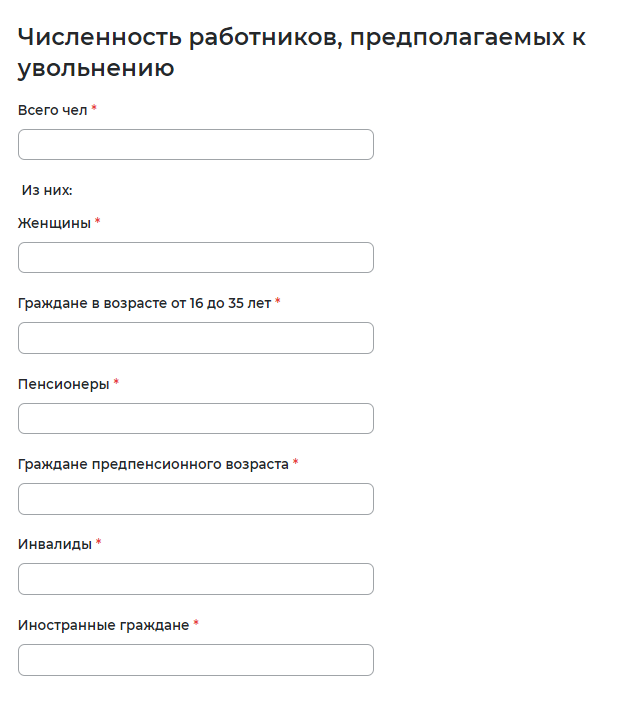 Численность работников, предполагаемых к
увольнению
Всего чел *
Из них:
Женщины *
Граждане в возрасте от 16 до 35 лет *
Пенсионеры *
Граждане предпенсионного возраста *
Инвалиды *
Иностранные граждане *